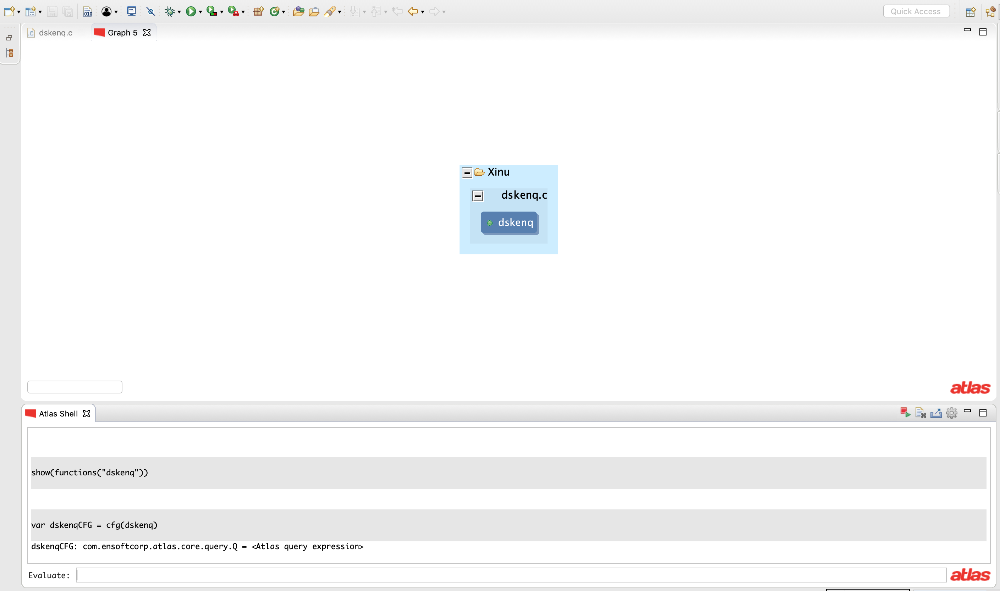 010
Quick Access
.c dskenq.c
Graph 5
Xinu
dskenq.c
dskenq
atlas
Atlas Shell
show(functions("dskenq"))
var dskenqCFG = cfg(dskenq)
dskenqCFG: com.ensoftcorp.atlas.core.query.Q = <Atlas query expression>
Evaluate:
atlas